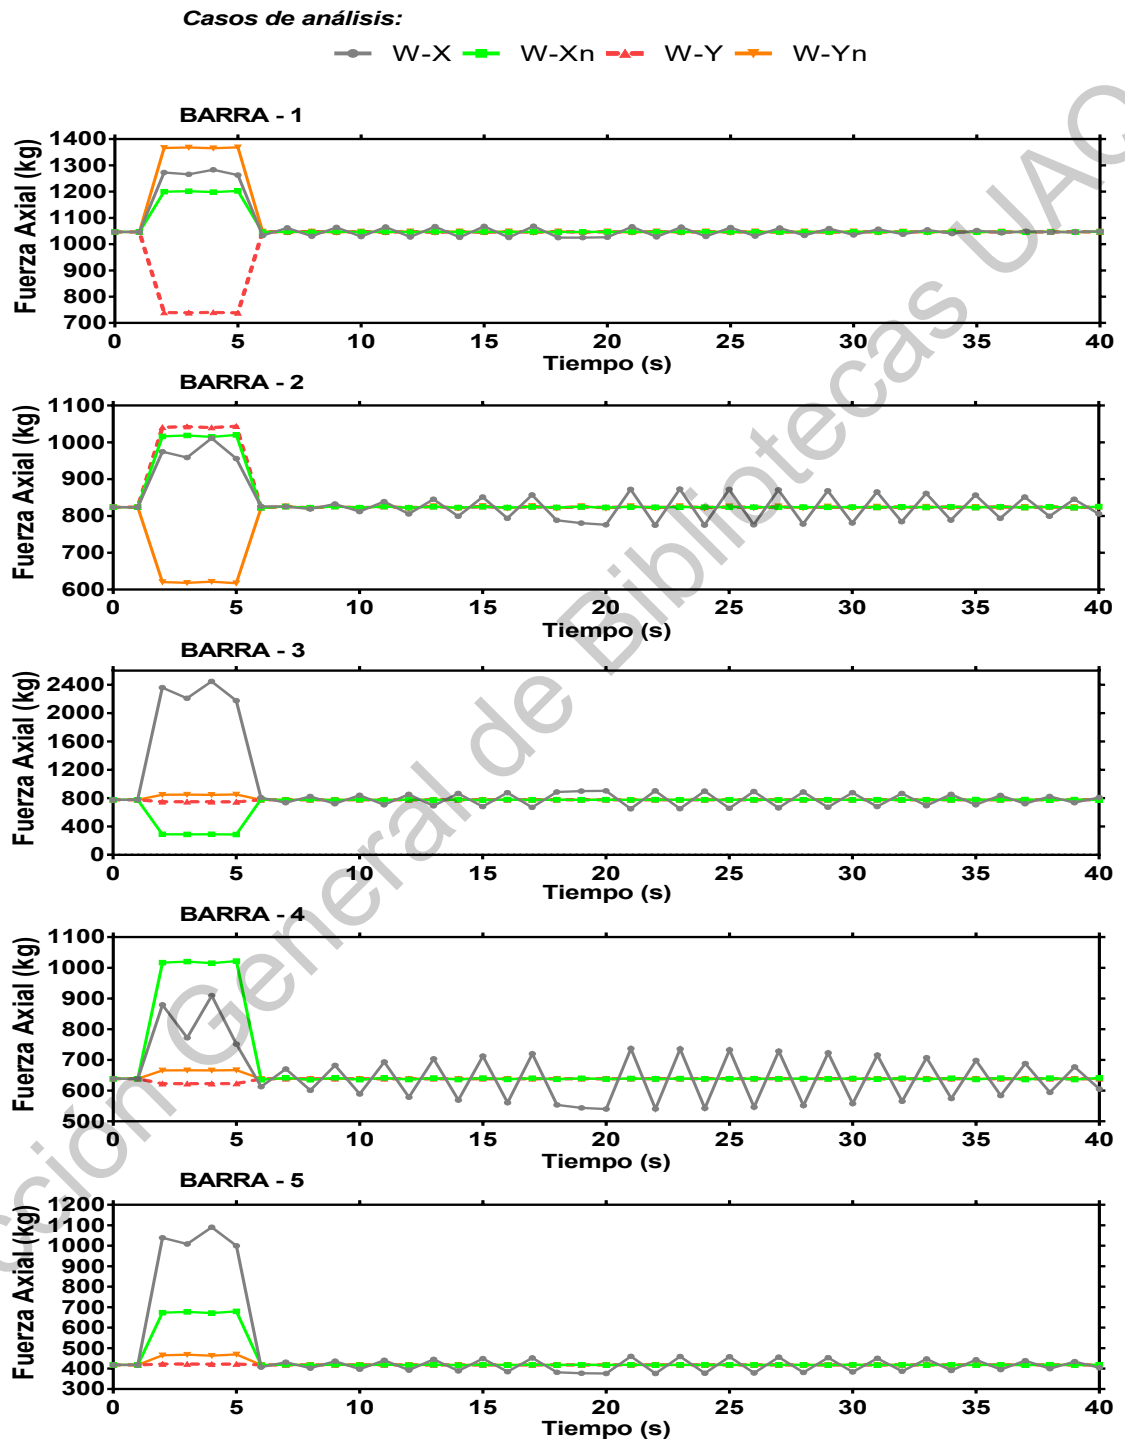 Casos de análisis:
W-X W-Xn W-Y W-Yn
BARRA - 1
Fuerza Axial (kg)
1400
1300
1200
1100
1000
900
800
700
0 5 10 15 20 25 30 35 40
Tiempo (s)
BARRA - 2
Fuerza Axial (kg)
1100
1000
900
800
700
600
0 5 10 15 20 25 30 35 40
Tiempo (s)
BARRA - 3
Fuerza Axial (kg)
2400
2000
1600
1200
800
400
0
0 5 10 15 20 25 30 35 40
Tiempo (s)
BARRA - 4
Fuerza Axial (kg)
1100
1000
900
800
700
600
500
0 5 10 15 20 25 30 35 40
Tiempo (s)
BARRA - 5
Fuerza Axial (kg)
1200
1100
1000
900
800
700
600
500
400
300
0 5 10 15 20 25 30 35 40
Tiempo (s)
cción General de Bibliotecas UAQ